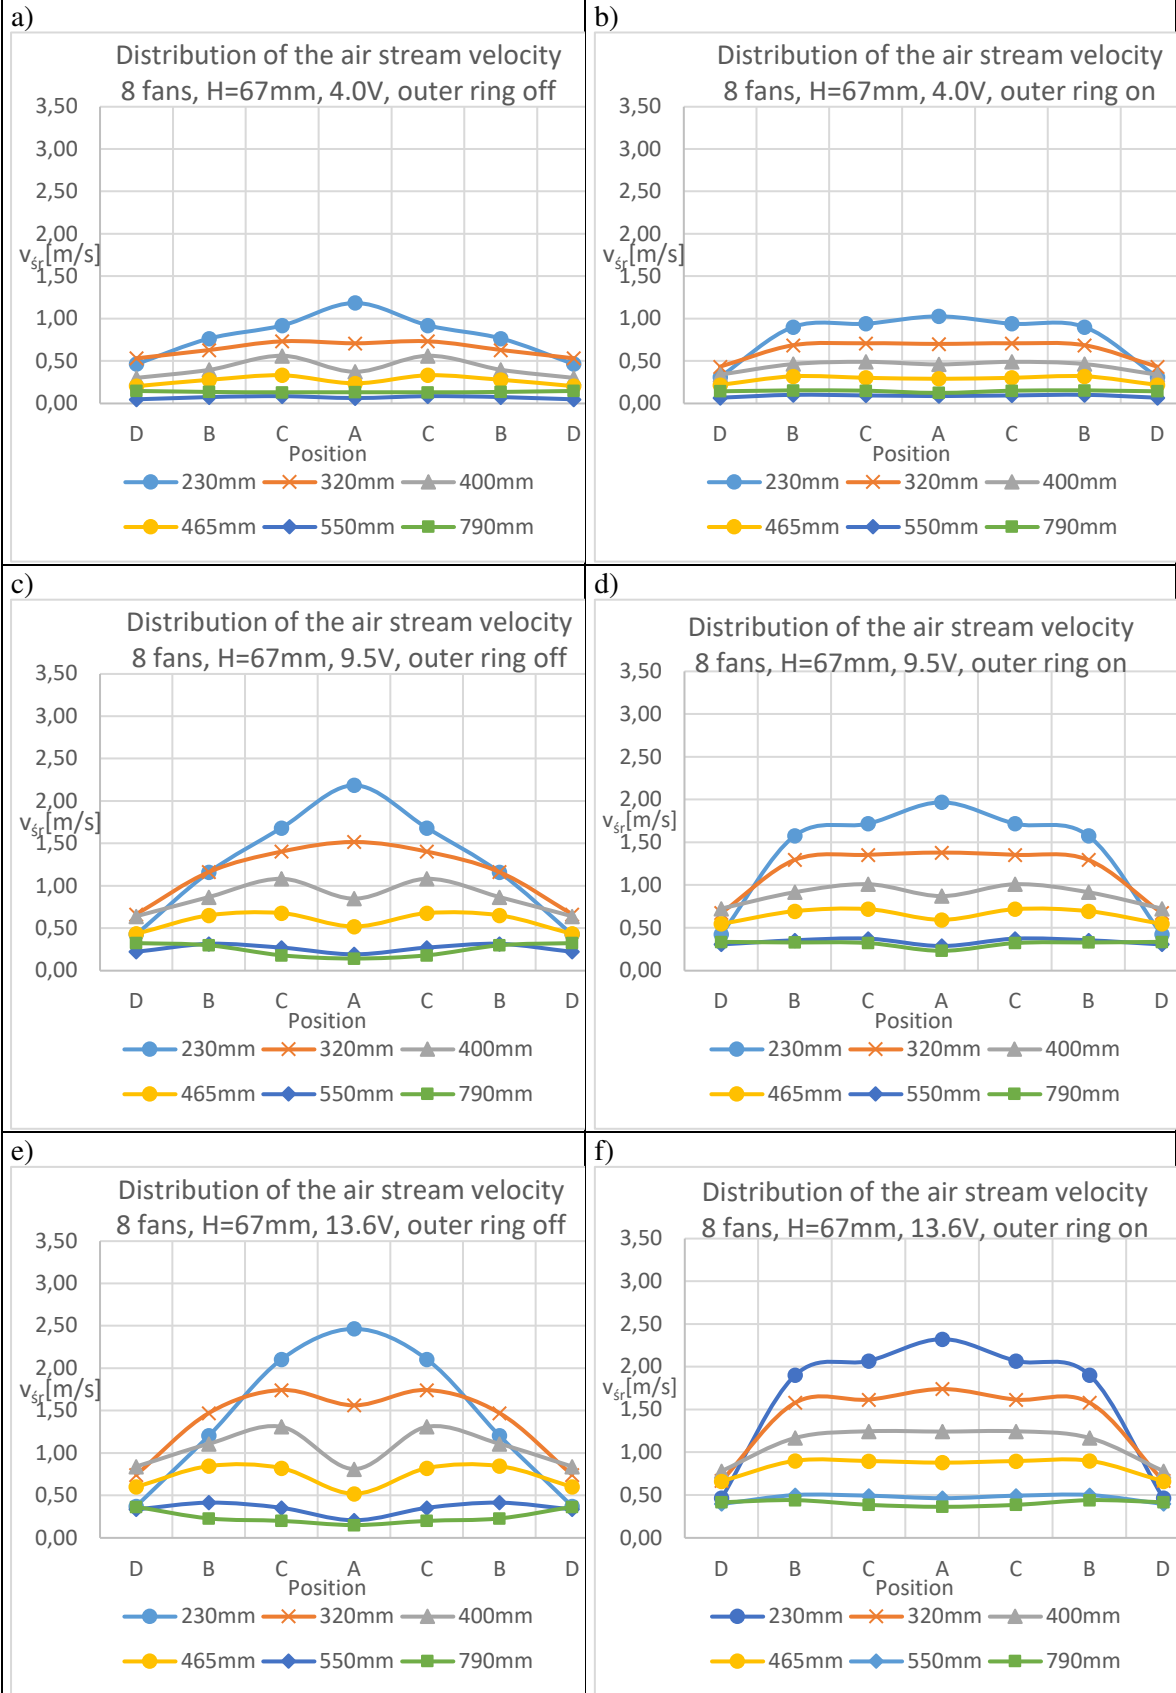 a)
Distribution of the air stream velocity
8 fans, H=67mm, 4.0V, outer ring off
3,50
3,00
2,50
2,00
vśr[m/s]
1,50
1,00
0,50
0,00
D B C A C B D
Position
230mm 320mm 400mm
465mm 550mm 790mm
b)
Distribution of the air stream velocity
8 fans, H=67mm, 4.0V, outer ring on
3,50
3,00
2,50
2,00
vśr[m/s]
1,50
1,00
0,50
0,00
D B C A C B D
Position
230mm 320mm 400mm
465mm 550mm 790mm
c)
Distribution of the air stream velocity
8 fans, H=67mm, 9.5V, outer ring off
3,50
3,00
2,50
2,00
vśr[m/s]
1,50
1,00
0,50
0,00
D B C A C B D
Position
230mm 320mm 400mm
465mm 550mm 790mm
d)
Distribution of the air stream velocity
8 fans, H=67mm, 9.5V, outer ring on
3,50
3,00
2,50
2,00
vśr[m/s]
1,50
1,00
0,50
0,00
D B C A C B D
Position
230mm 320mm 400mm
465mm 550mm 790mm
e)
Distribution of the air stream velocity
8 fans, H=67mm, 13.6V, outer ring off
3,50
3,00
2,50
2,00
vśr[m/s]
1,50
1,00
0,50
0,00
D B C A C B D
Position
230mm 320mm 400mm
465mm 550mm 790mm
f)
Distribution of the air stream velocity
8 fans, H=67mm, 13.6V, outer ring on
3,50
3,00
2,50
2,00
vśr[m/s]
1,50
1,00
0,50
0,00
D B C A C B D
Position
230mm 320mm 400mm
465mm 550mm 790mm